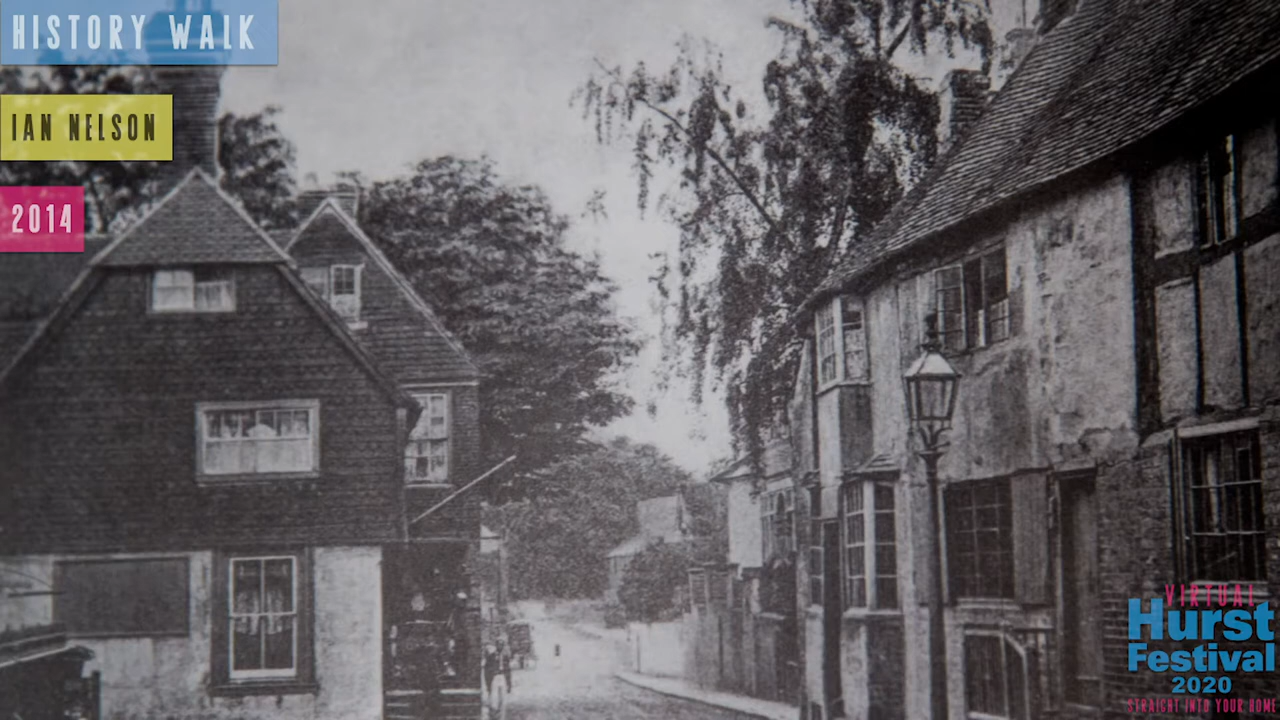 HISTORY WALK
IAN NELSON
2014
VIRTUAL
Hurst
Festival
2020
STRAIGHT INTO YOUR HOME